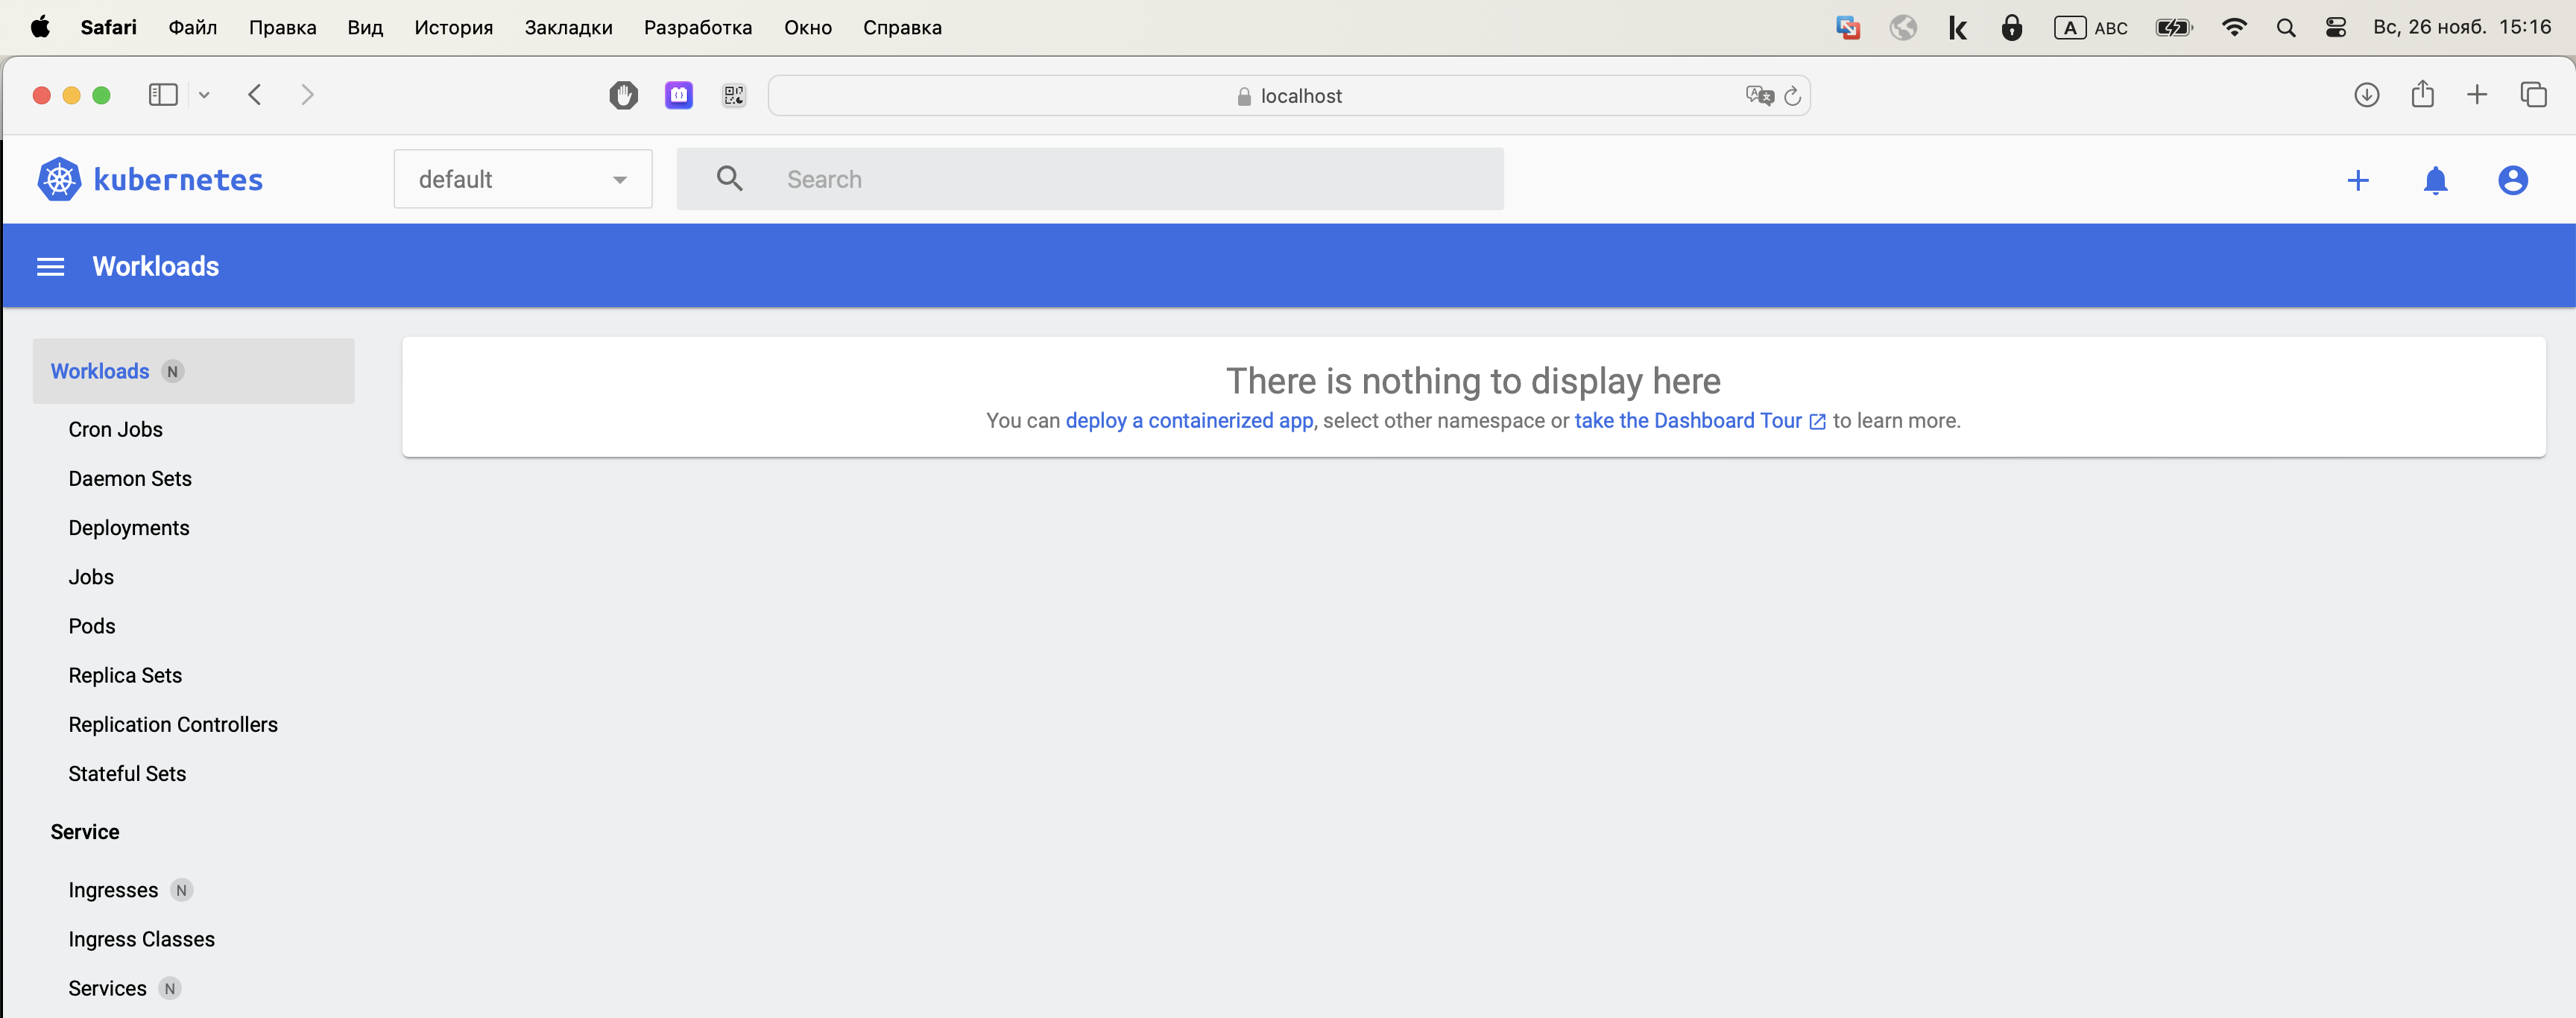 Safari Файл Правка Вид История Закладки Разработка Окно Справка A ABC Вс, 26 нояб. 15:16
localhost
kubernetes default Search
Workloads
Workloads N
Cron Jobs
Daemon Sets
Deployments
Jobs
Pods
Replica Sets
Replication Controllers
Stateful Sets
Service
Ingresses N
Ingress Classes
Services N
There is nothing to display here
You can deploy a containerized app, select other namespace or take the Dashboard Tour to learn more.